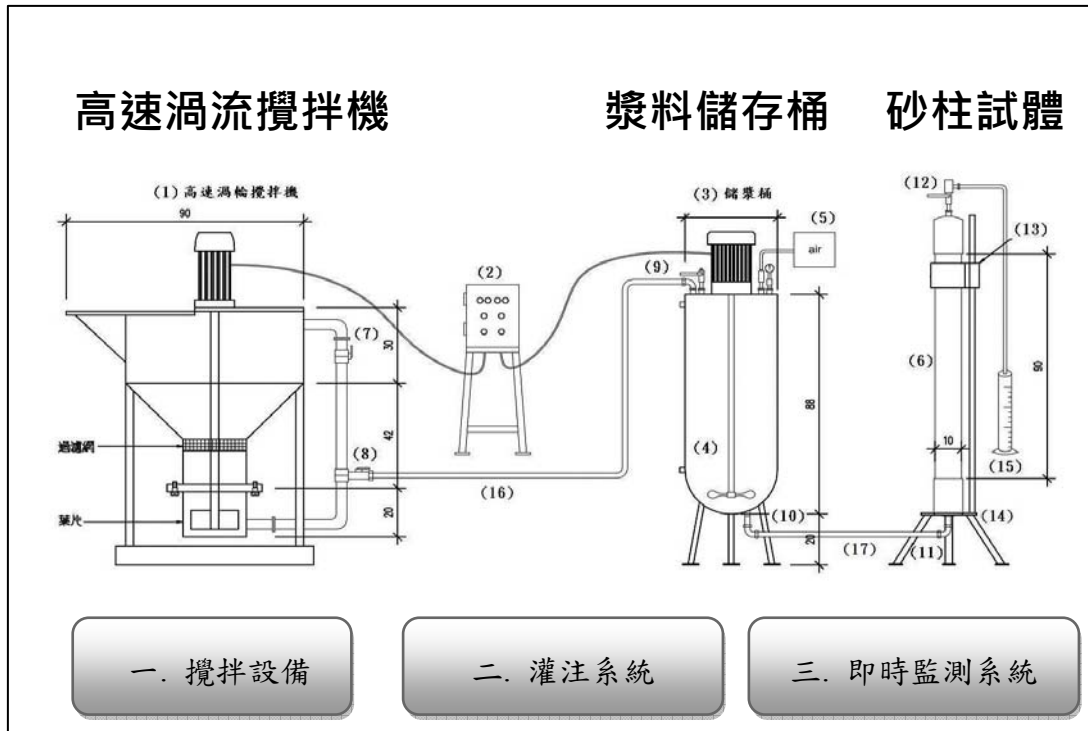 高速渦流攪拌機 漿料儲存桶 砂柱試體
(1)高速渦輪攪拌機
90
(3)儲漿桶
(12)
(5)
air
(13)
(2)
(9)
(7)
30
(6)
90
88
42
過濾網
(8)
(4)
10
(16)
(15)
葉片
20
(10)
(14)
20
(17)
(11)
一. 攪拌設備
二. 灌注系統
三. 即時監測系統